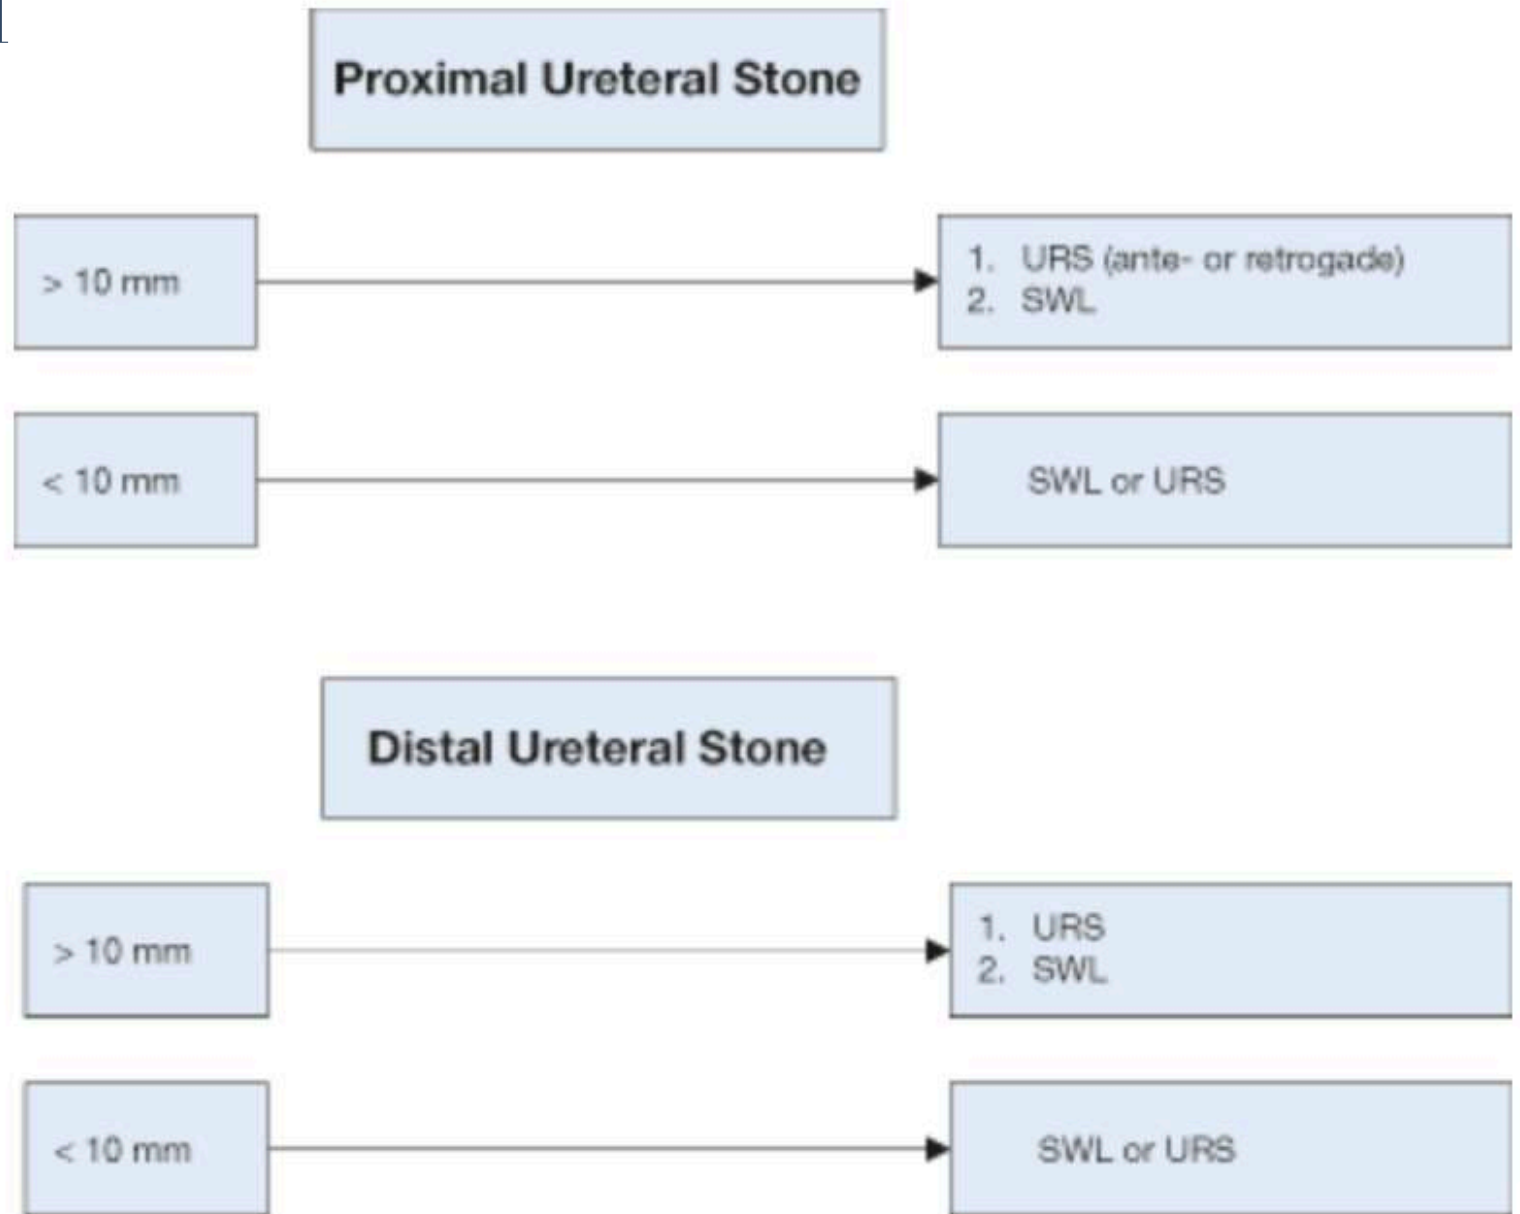 Proximal Ureteral Stone
> 10 mm
1. URS (ante- or retrogade)
2. SWL
< 10 mm
SWL or URS
Distal Ureteral Stone
> 10 mm
1. URS
2. SWL
< 10 mm
SWL or URS